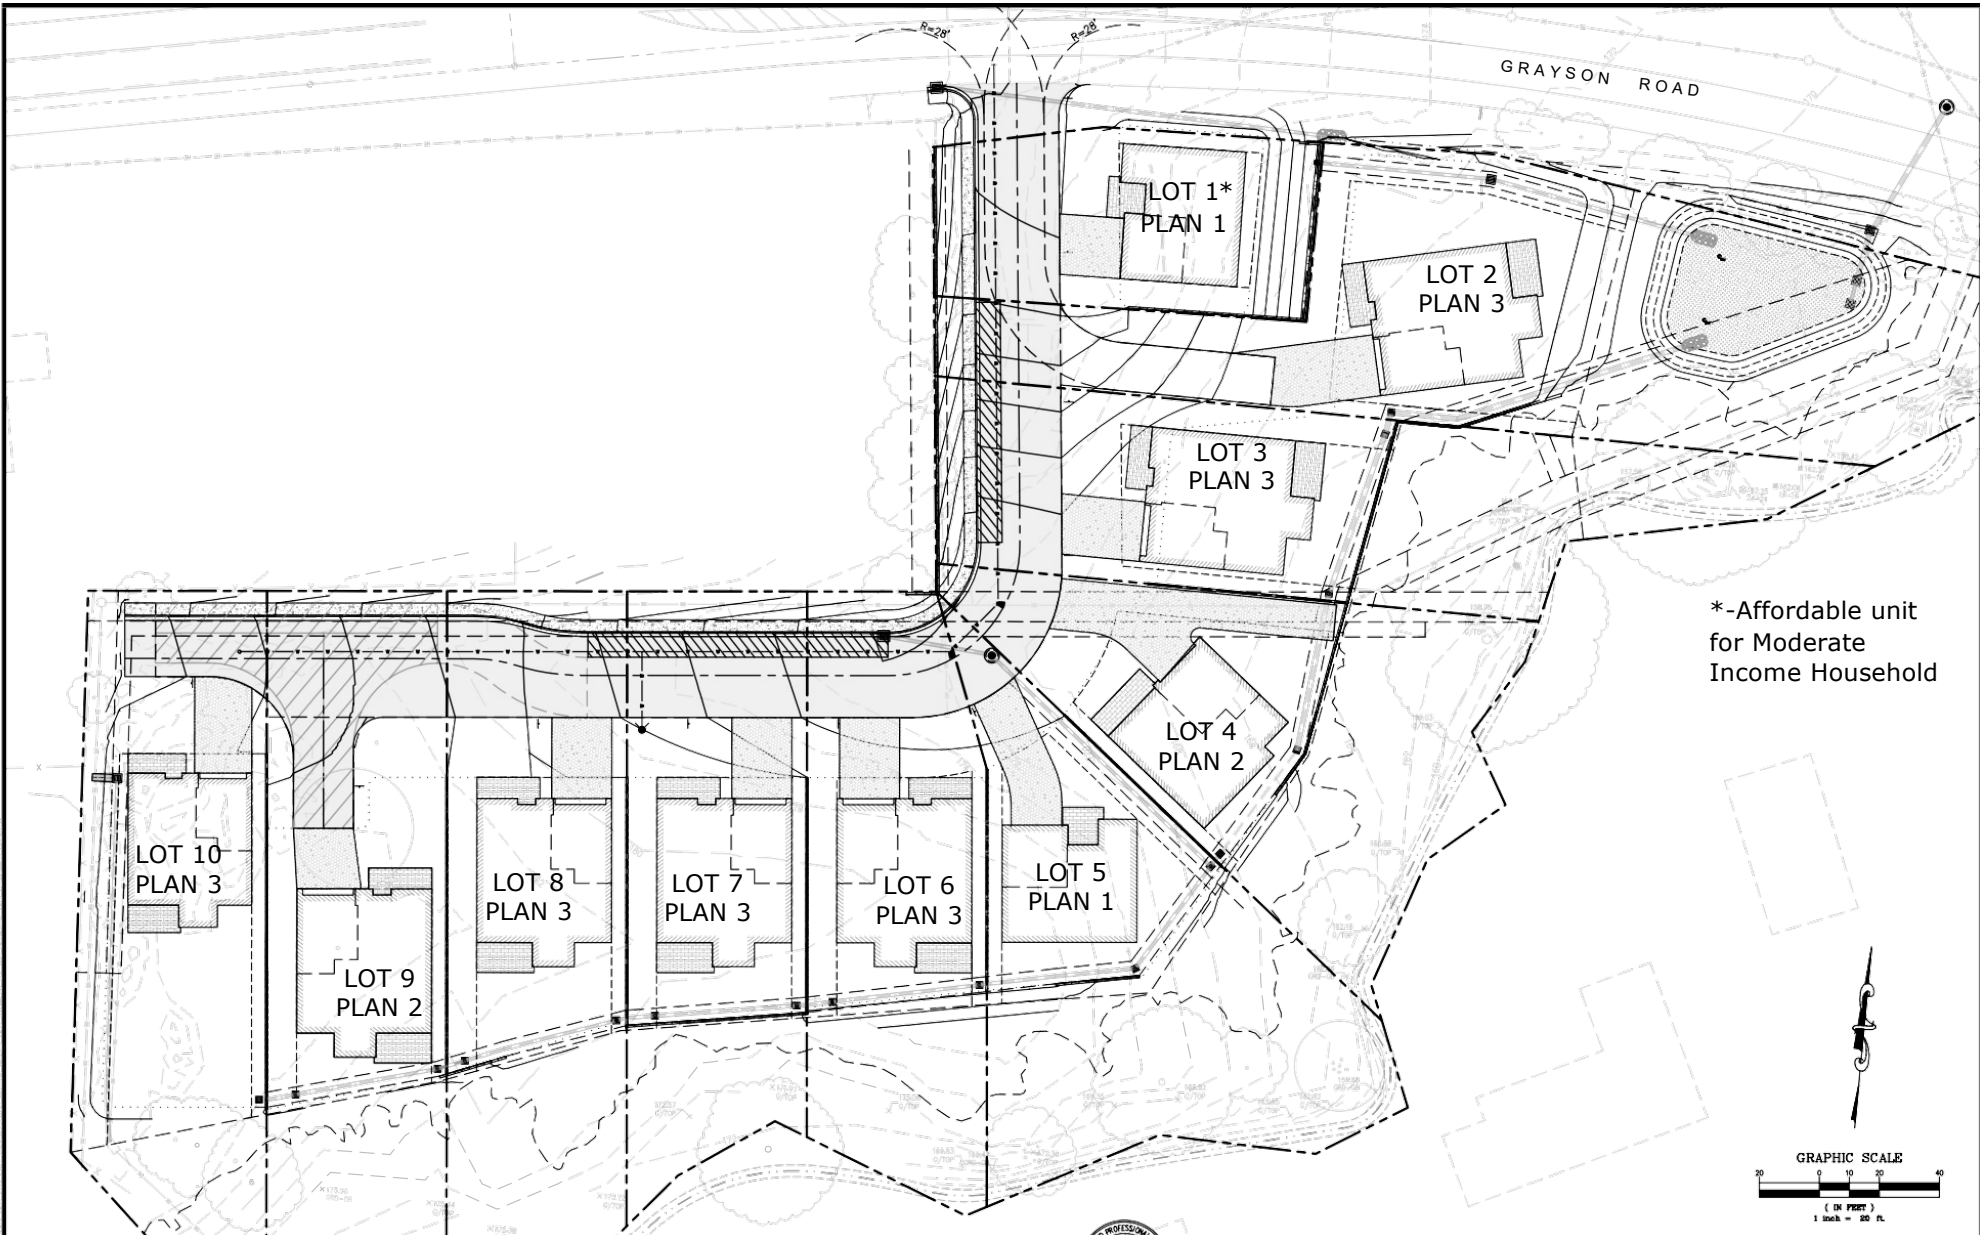 R=28'
R=28'
GRAYSON ROAD
LOT 1*
PLAN 1
LOT 2
PLAN 3
LOT 3
PLAN 3
*-Affordable unit
for Moderate
Income Household
LOT 4
PLAN 2
LOT 10
PLAN 3
LOT 8
PLAN 3
LOT 7
PLAN 3
LOT 6
PLAN 3
LOT 5
PLAN 1
LOT 9
PLAN 2
GRAPHIC SCALE
20 0 10 20 40
( IN FEET )
1 inch = 20 ft.
PROFESSIONAL